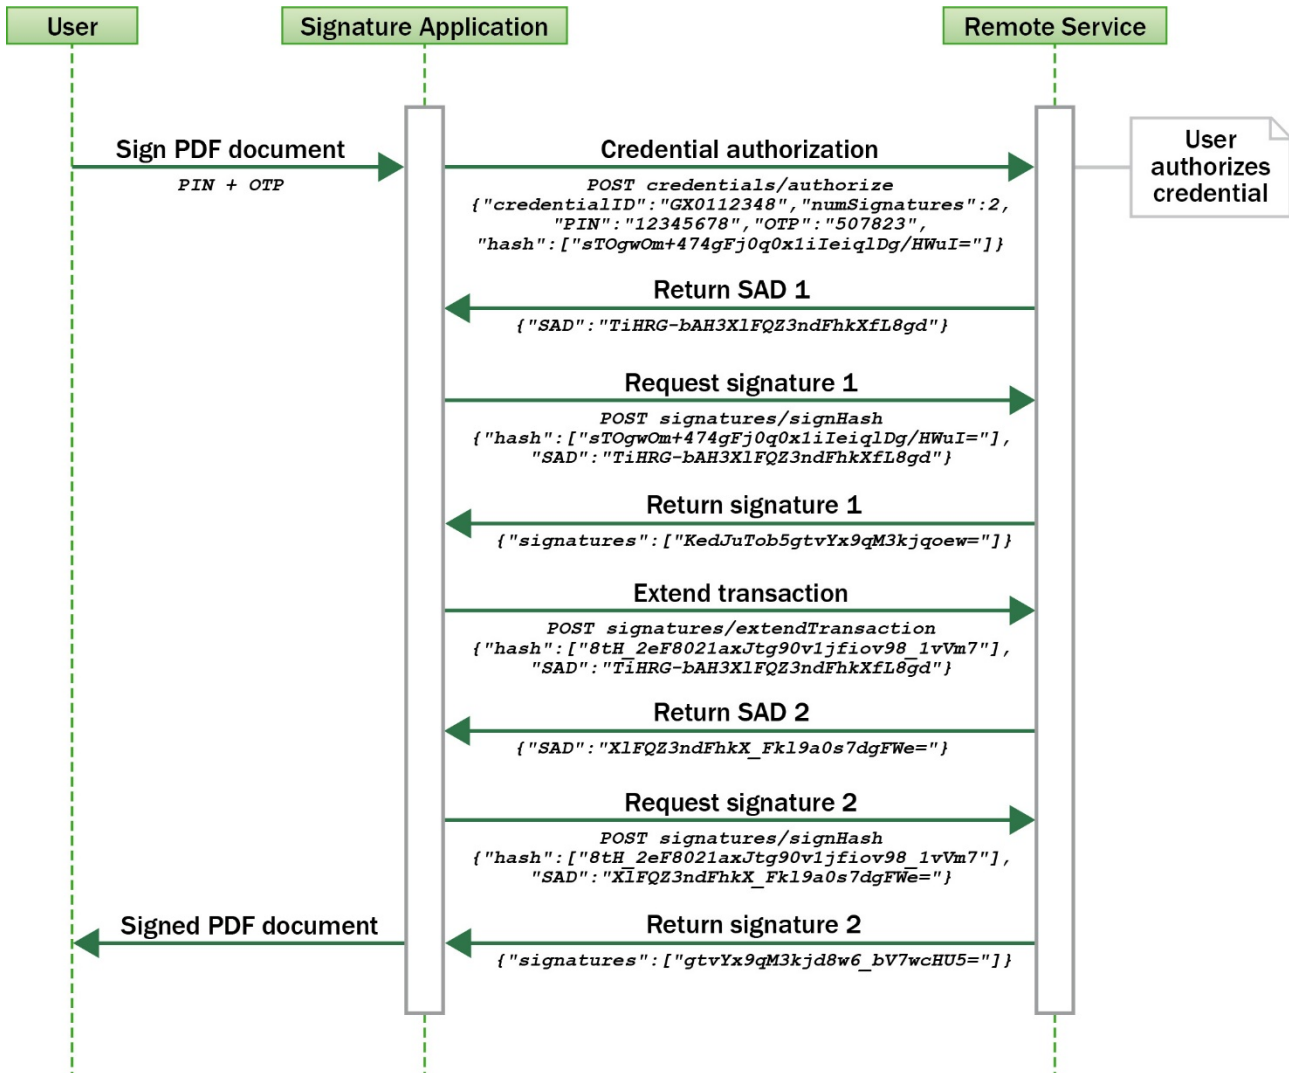 User
Signature Application
Remote Service
Sign PDF document
PIN + OTP
Credential authorization
POST credentials/authorize
{"credentialID":"GX0112348","numSignatures":2,
"PIN":"12345678","OTP":"507823",
"hash":["sTOgwOm+474gFj0q0x1iIeiqlDg/HWuI="]}
User
authorizes
credential
Return SAD 1
{"SAD":"TiHRG-bAH3XlFQZ3ndFhkXfL8gd"}
Request signature 1
POST signatures/signHash
{"hash":["sTOgwOm+474gFj0q0x1iIeiqlDg/HWuI="],
"SAD":"TiHRG-bAH3XlFQZ3ndFhkXfL8gd"}
Return signature 1
{"signatures":["KedJuTob5gtvYx9qM3kjqoew="]}
Extend transaction
POST signatures/extendTransaction
{"hash":["8tH_2eF8021axJtg90v1jfiov98_1vVm7"],
"SAD":"TiHRG-bAH3XlFQZ3ndFhkXfL8gd"}
Return SAD 2
{"SAD":"XlFQZ3ndFhkX_Fkl9a0s7dgFWe="}
Request signature 2
POST signatures/signHash
{"hash":["8tH_2eF8021axJtg90v1jfiov98_1vVm7"],
"SAD":"XlFQZ3ndFhkX_Fkl9a0s7dgFWe="}
Signed PDF document
Return signature 2
{"signatures":["gtvYx9qM3kjd8w6_bV7wcHU5="]}